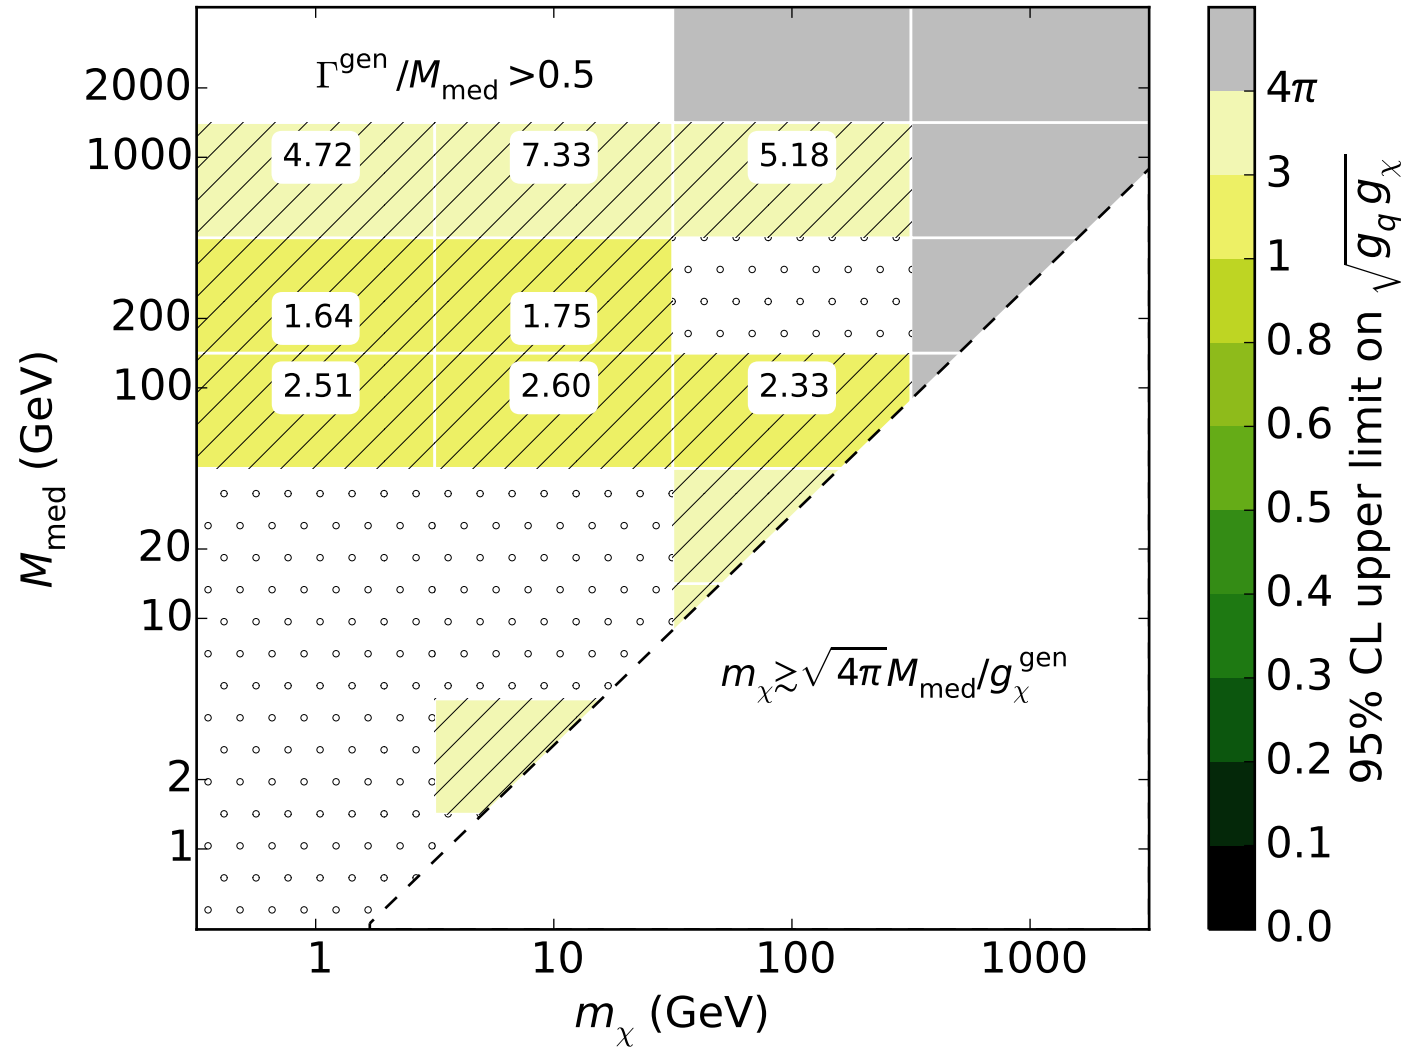 Γ^gen/M_med >0.5
2000
1000
200
100
20
10
2
1
4.72 7.33 5.18
1.64 1.75
2.51 2.60 2.33
m_χ ≳ √4π M_med/g_χ^gen
1 10 100 1000
m_χ (GeV)
M_med (GeV)
4π
3
1
0.8
0.6
0.5
0.4
0.3
0.2
0.1
0.0
95% CL upper limit on √g_q g_χ